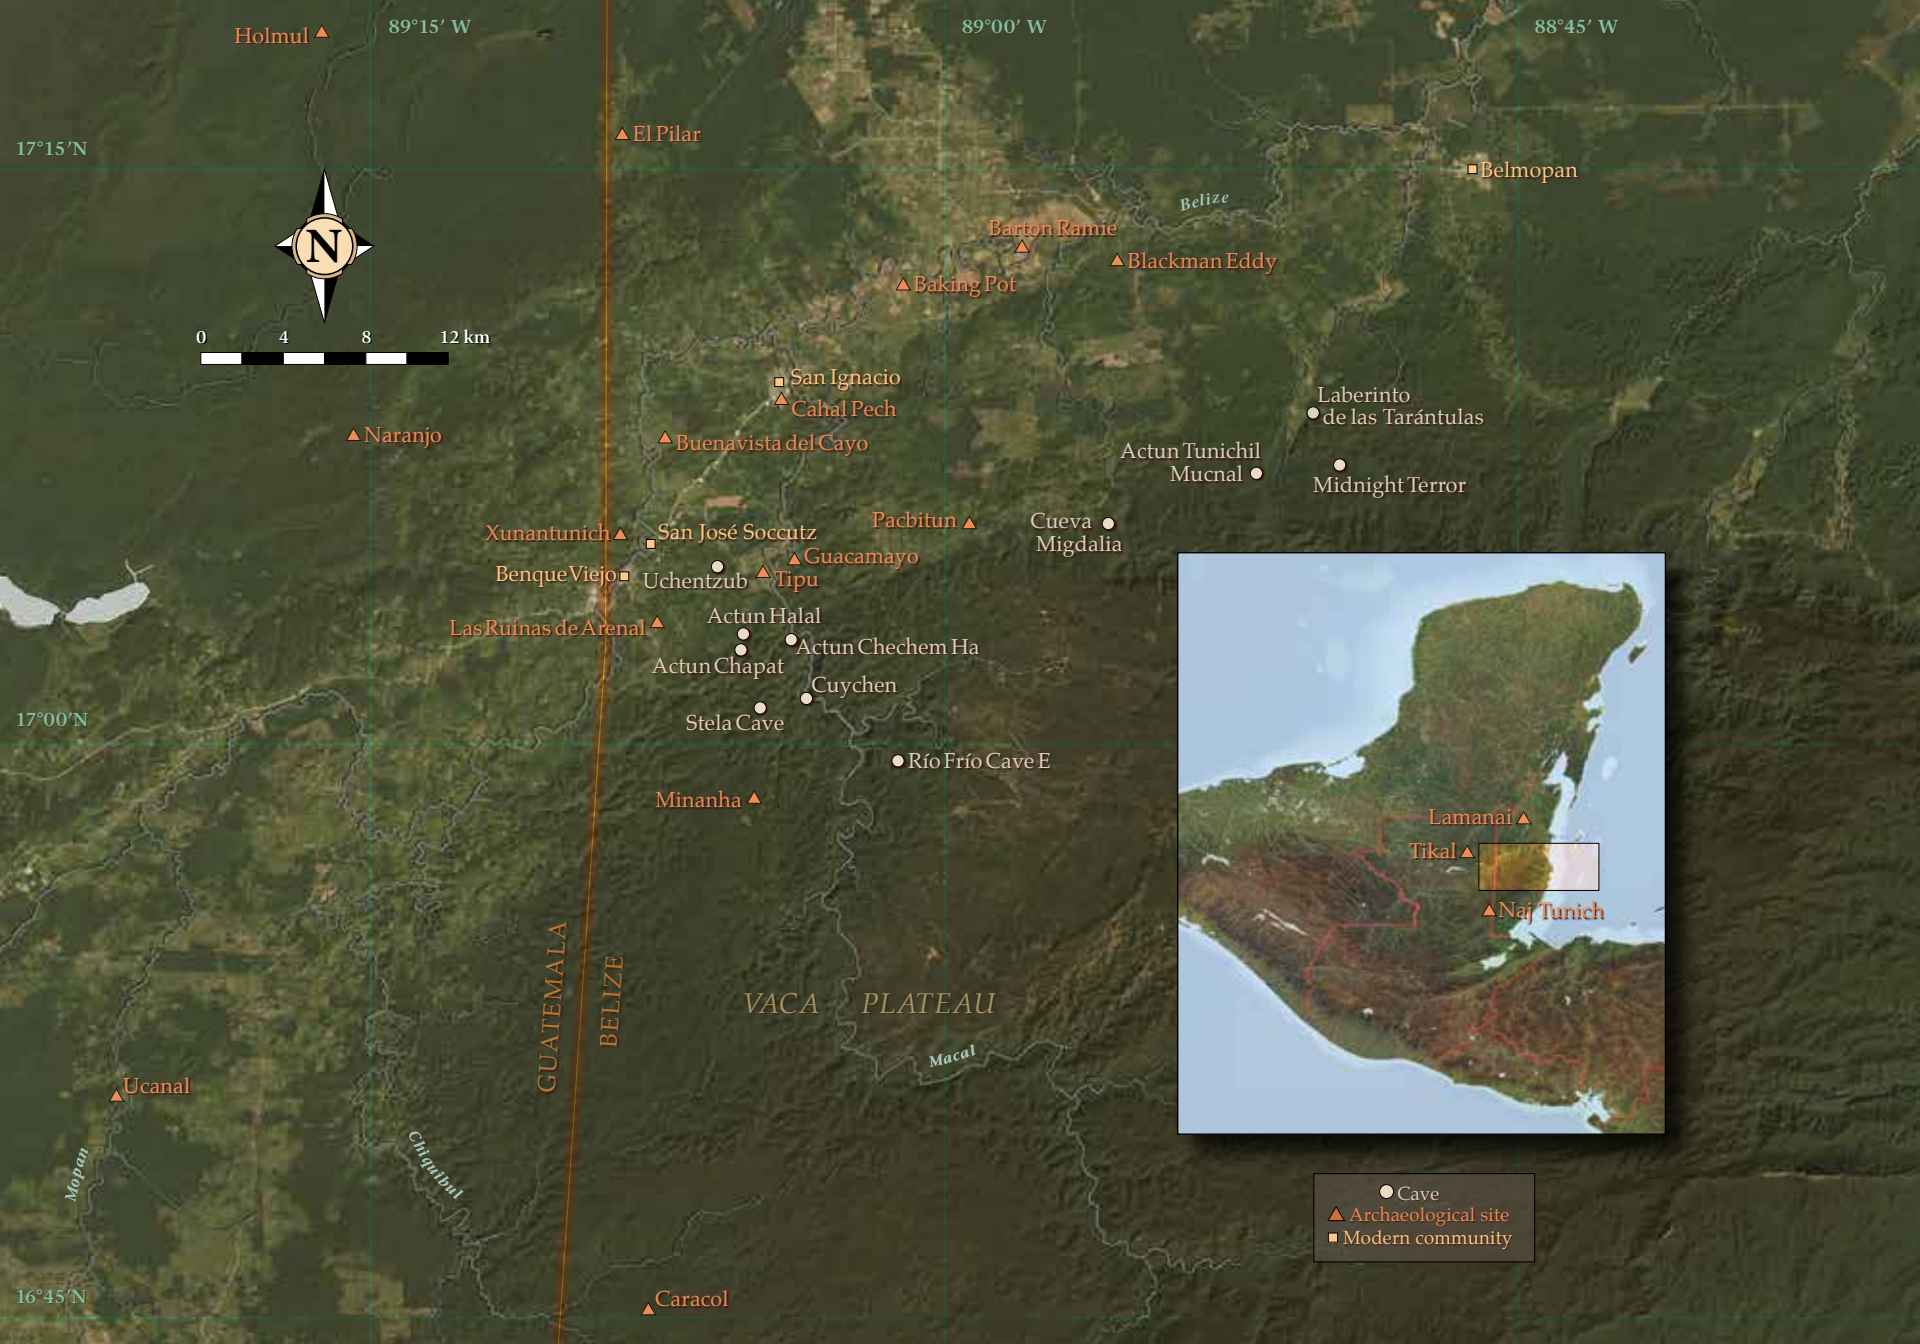 89°15′ W
89°00′ W
88°45′ W
Holmul
El Pilar
17°15′N
Belmopan
Belize
Barton Ramie
Blackman Eddy
Baking Pot
N
0 4 8 12 km
San Ignacio
Cahal Pech
Laberinto
de las Tarántulas
Naranjo
Buenavista del Cayo
Actun Tunichil
Mucnal
Midnight Terror
Xunantunich
San José Soccutz
Pacbitun
Cueva
Migdalia
Guacamayo
Benque Viejo
Uchentzub
Tipu
Actun Halal
Las Ruinas de Arenal
Actun Chechem Ha
Actun Chapat
Cuychen
17°00′N
Stela Cave
Río Frío Cave E
Minanha
Lamanai
Tikal
Naj Tunich
GUATEMALA
BELIZE
VACA PLATEAU
Macal
Ucanal
Mopan
Chiquibul
Cave
Archaeological site
Modern community
16°45′N
Caracol